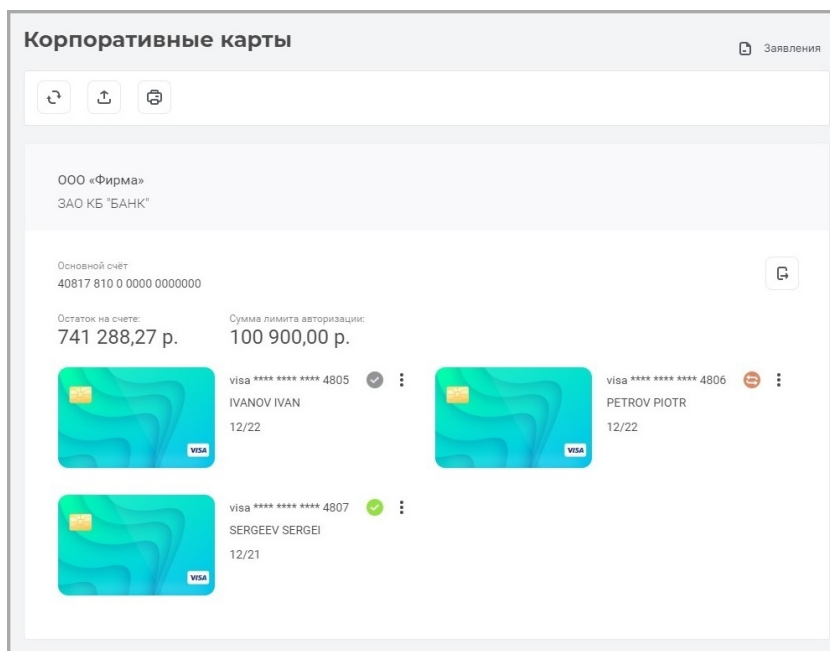 Корпоративные карты
Заявления
ООО «Фирма»
ЗАО КБ "БАНК"
Основной счёт
40817 810 0 0000 0000000
Остаток на счете:
741 288,27 р.
Сумма лимита авторизации:
100 900,00 р.
visa **** **** **** 4805
IVANOV IVAN
12/22
VISA
visa **** **** **** 4806
PETROV PIOTR
12/22
VISA
visa **** **** **** 4807
SERGEEV SERGEI
12/21
VISA